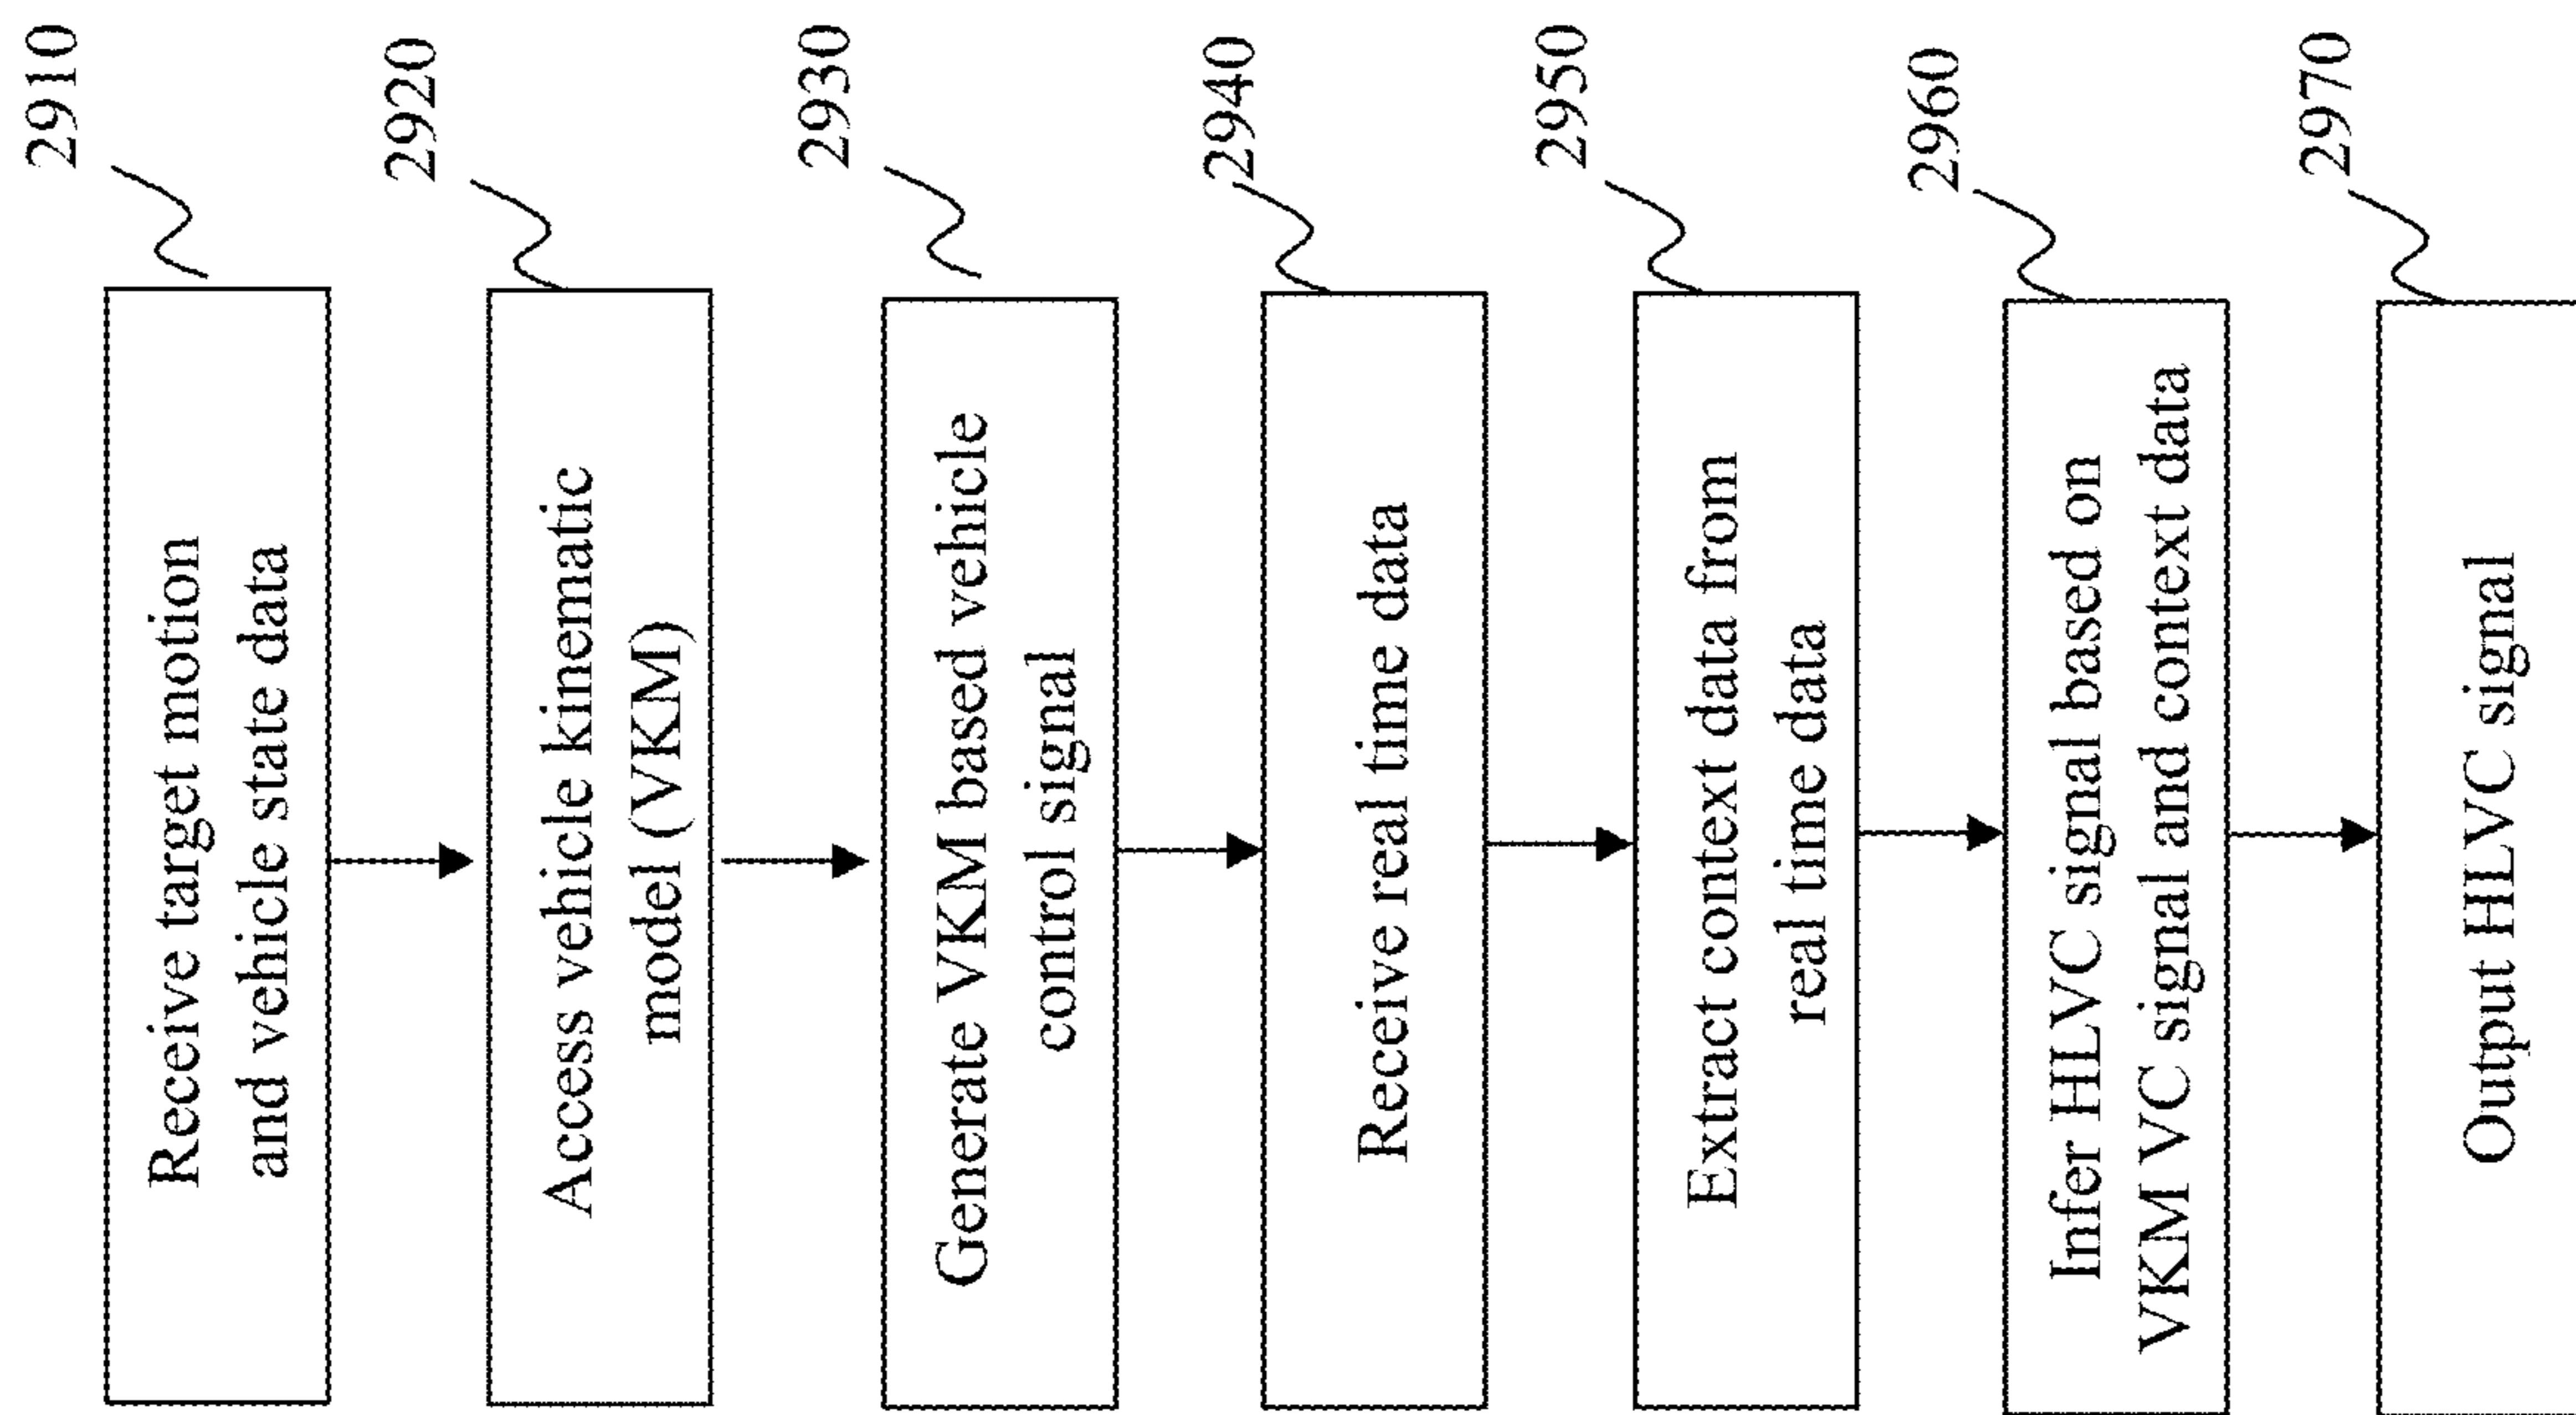 Receive target motion
and vehicle state data
2910
Access vehicle kinematic
model (VKM)
2920
Generate VKM based vehicle
control signal
2930
Receive real time data
2940
Extract context data from
real time data
2950
Infer HLVC signal based on
VKM VC signal and context data
2960
Output HLVC signal
2970